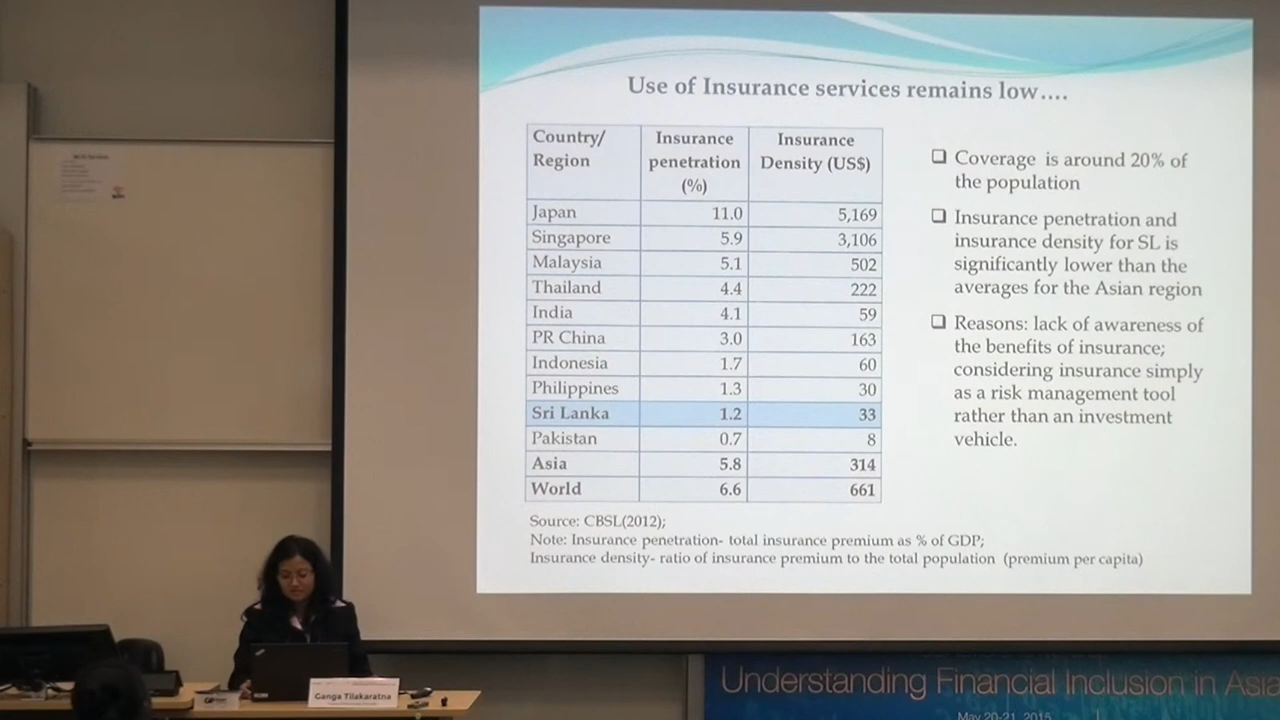 Use of Insurance services remains low....
Country/ Region Insurance penetration (%) Insurance Density (US$)
Japan 11.0 5,169
Singapore 5.9 3,106
Malaysia 5.1 502
Thailand 4.4 222
India 4.1 59
PR China 3.0 163
Indonesia 1.7 60
Philippines 1.3 30
Sri Lanka 1.2 33
Pakistan 0.7 8
Asia 5.8 314
World 6.6 661
❑ Coverage is around 20% of
the population
❑ Insurance penetration and
insurance density for SL is
significantly lower than the
averages for the Asian region
❑ Reasons: lack of awareness of
the benefits of insurance;
considering insurance simply
as a risk management tool
rather than an investment
vehicle.
Source: CBSL(2012);
Note: Insurance penetration- total insurance premium as % of GDP;
Insurance density- ratio of insurance premium to the total population (premium per capita)
Ganga Tilakaratna
Understanding Financial Inclusion in Asia
May 20-21, 2015